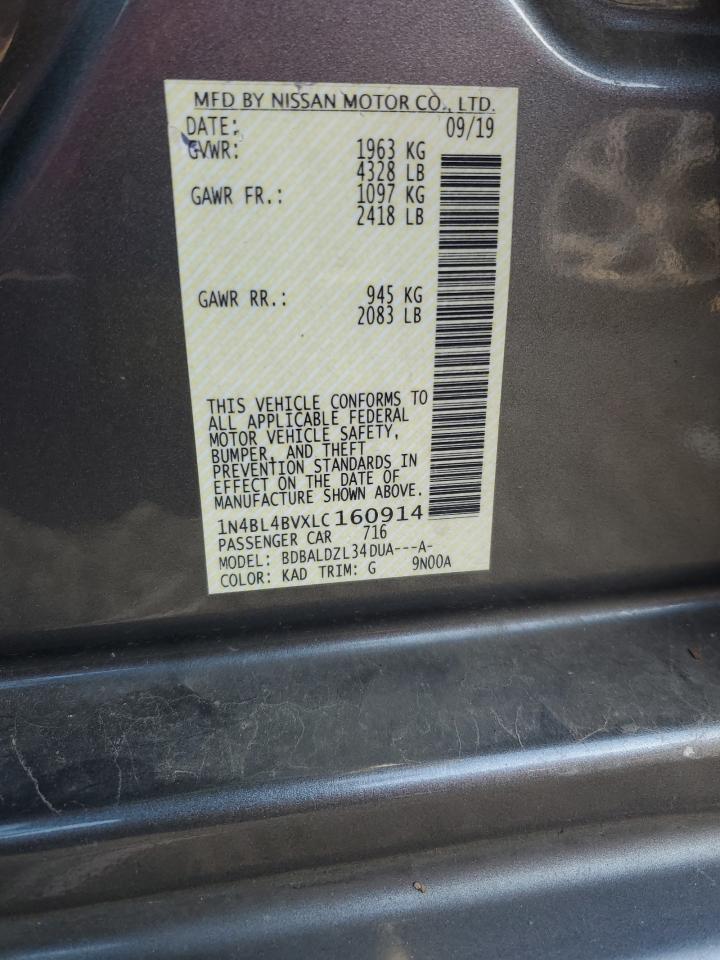 MFD BY NISSAN MOTOR CO., LTD.
DATE: 09/19
GVWR: 1963 KG
4328 LB
GAWR FR.: 1097 KG
2418 LB
GAWR RR.: 945 KG
2083 LB
THIS VEHICLE CONFORMS TO
ALL APPLICABLE FEDERAL
MOTOR VEHICLE SAFETY,
BUMPER, AND THEFT
PREVENTION STANDARDS IN
EFFECT ON THE DATE OF
MANUFACTURE SHOWN ABOVE.
1N4BL4BVXLC160914
PASSENGER CAR 716
MODEL: BDBALDZL34DUA---A-
COLOR: KAD TRIM: G 9N00A